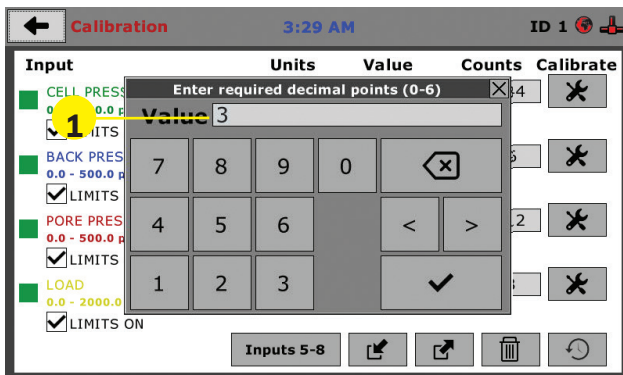 Calibration 3:29 AM ID 1
Input Units Value Counts Calibrate
Enter required decimal points (0-6)
Value 3
1
CELL PRESS
0.0 p
LIMITS
BACK PRES
0.0 - 500.0 p
LIMITS
PORE PRES
0.0 - 500.0 p
LIMITS
LOAD
0.0 - 2000.0
LIMITS ON
7 8 9 0
4 5 6 < >
1 2 3
Inputs 5-8